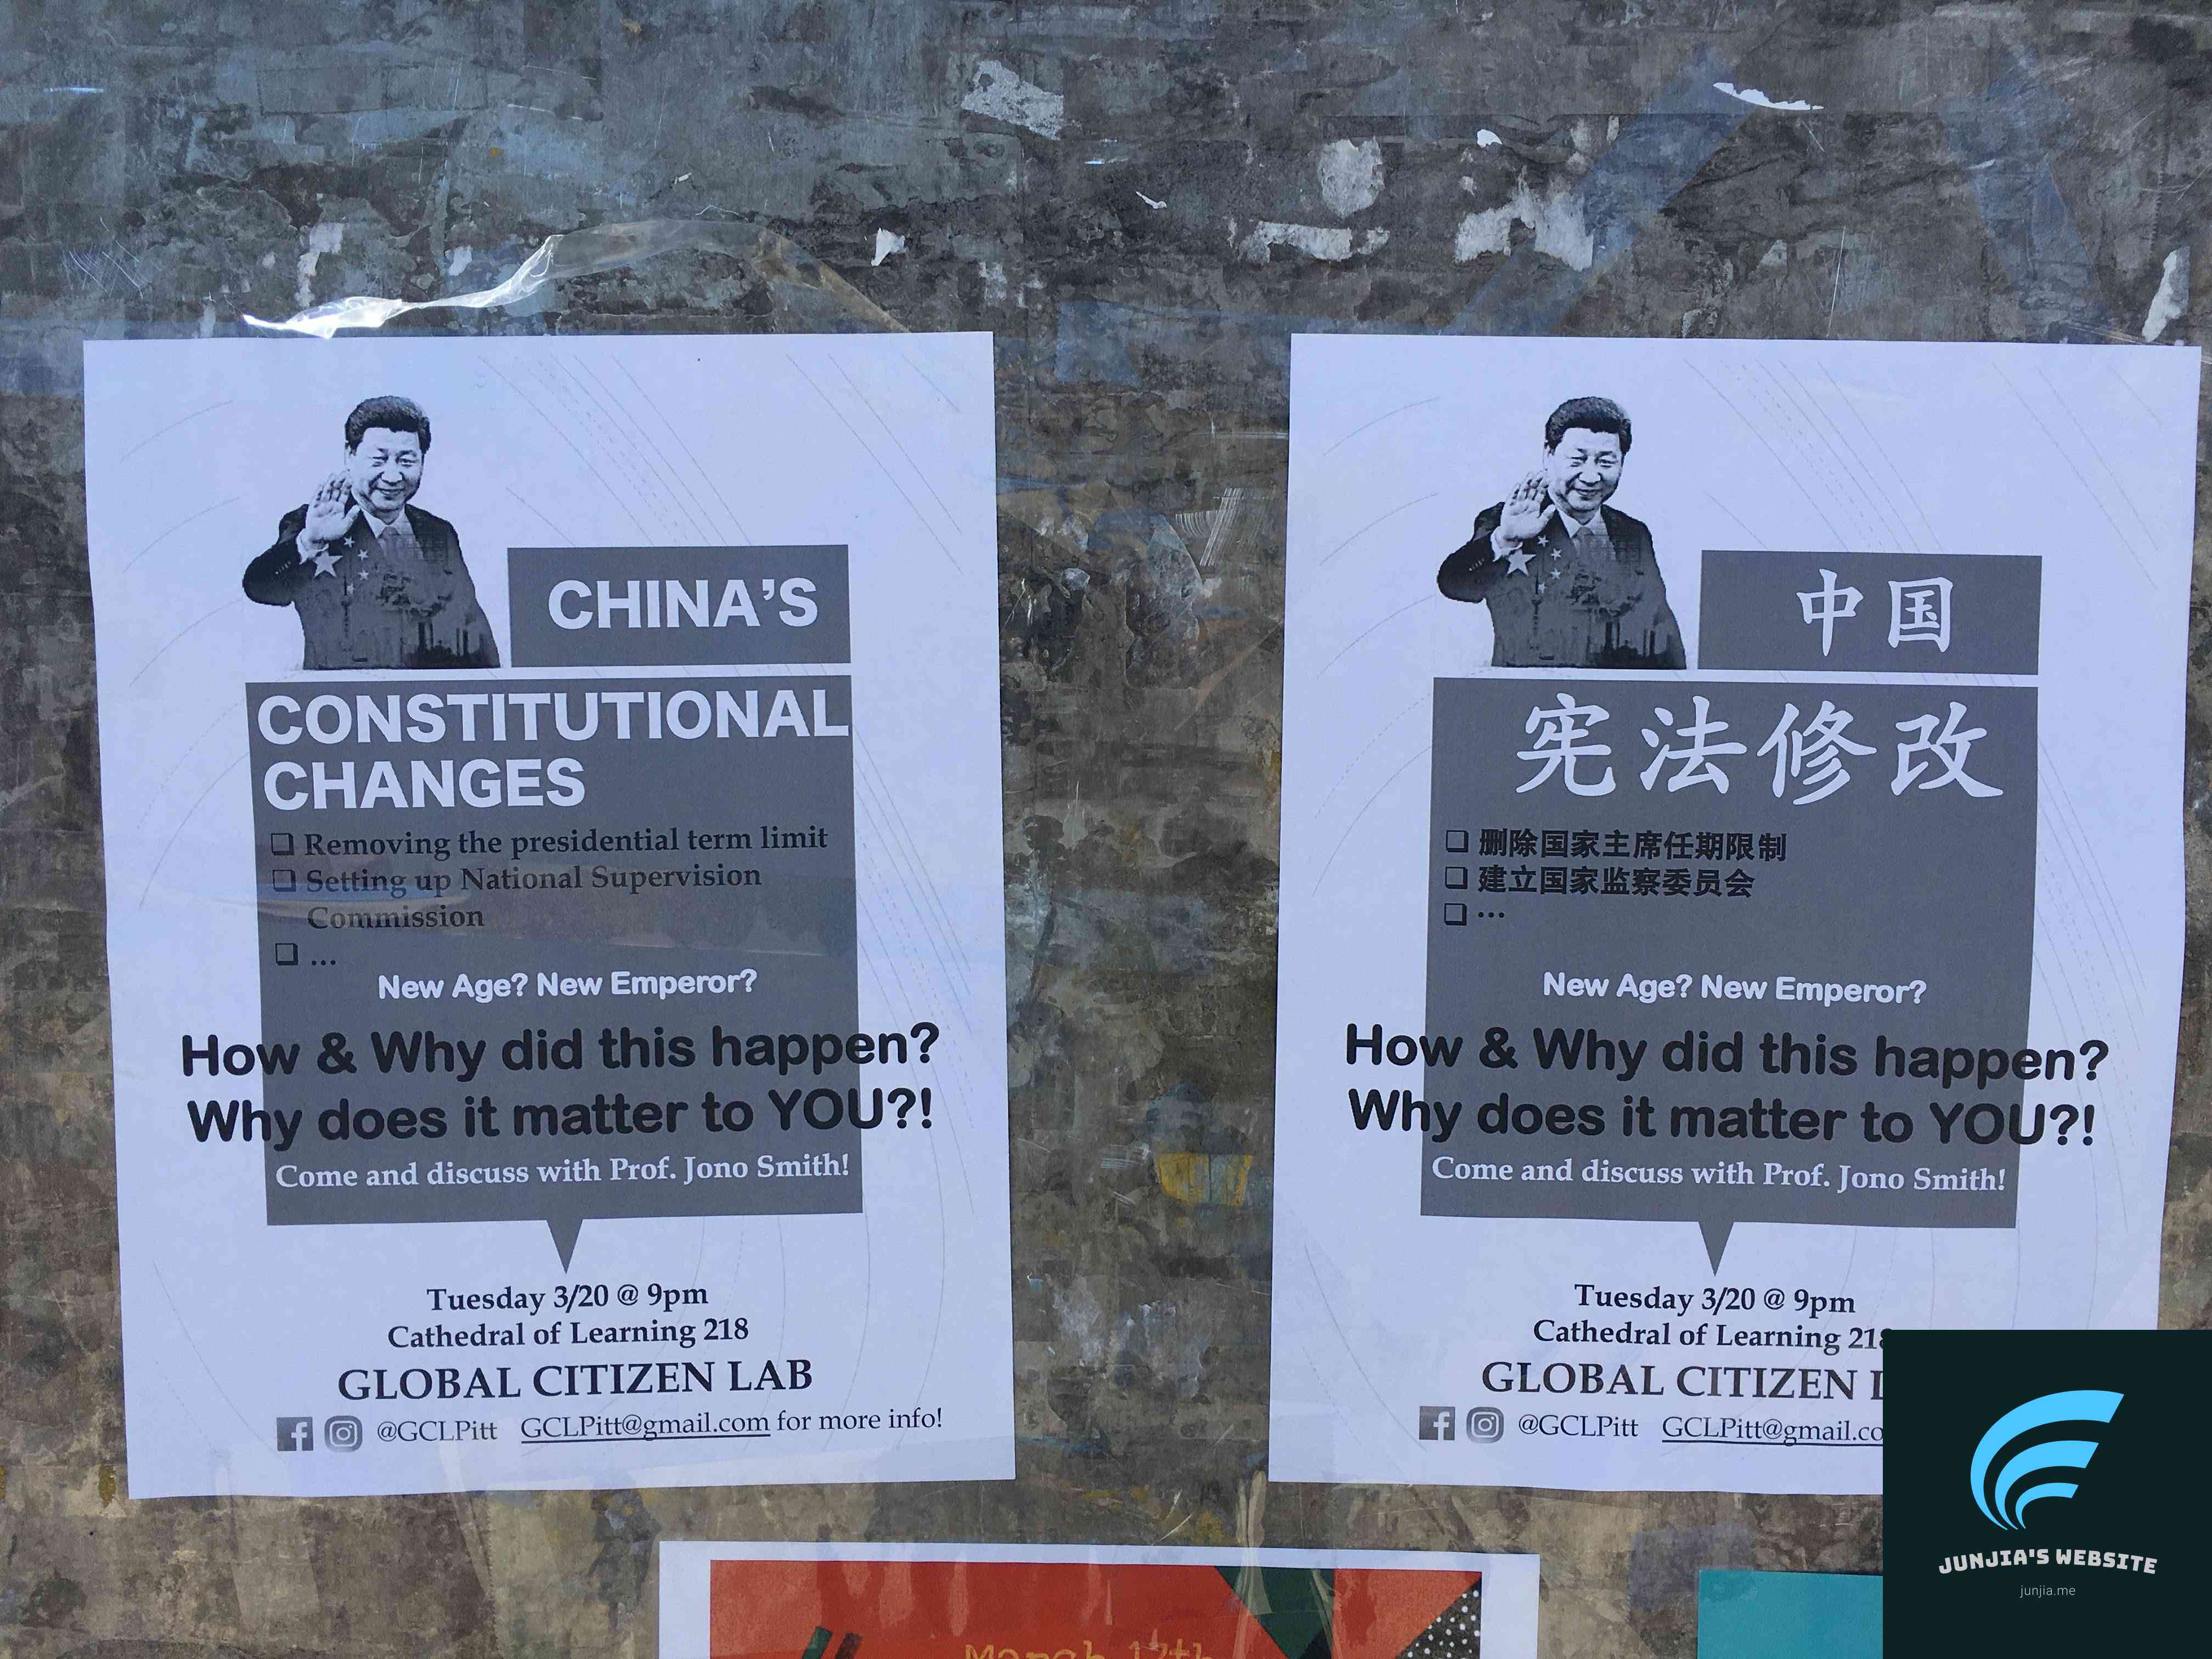 CHINA'S
CONSTITUTIONAL
CHANGES
❑ Removing the presidential term limit
❑ Setting up National Supervision
Commission
❑ ...
New Age? New Emperor?
How & Why did this happen?
Why does it matter to YOU?!
Come and discuss with Prof. Jono Smith!
Tuesday 3/20 @ 9pm
Cathedral of Learning 218
GLOBAL CITIZEN LAB
@GCLPitt GCLPitt@gmail.com for more info!
中国
宪法修改
❑ 删除国家主席任期限制
❑ 建立国家监察委员会
❑ …
New Age? New Emperor?
How & Why did this happen?
Why does it matter to YOU?!
Come and discuss with Prof. Jono Smith!
Tuesday 3/20 @ 9pm
Cathedral of Learning 218
GLOBAL CITIZEN L
@GCLPitt GCLPitt@gmail.co
March 17th
JUNJIA'S WEBSITE
junjia.me